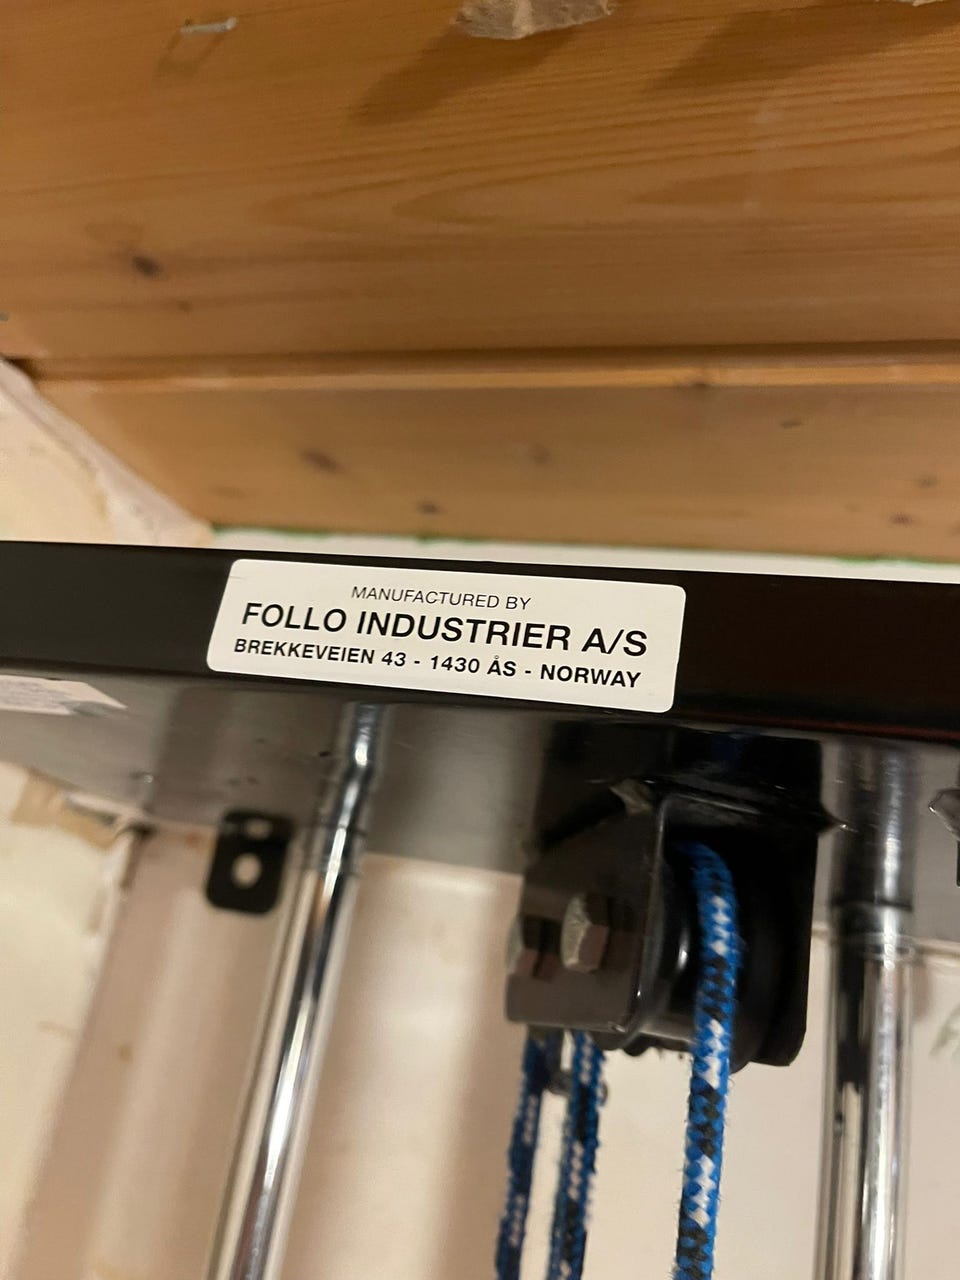 MANUFACTURED BY
FOLLO INDUSTRIER A/S
BREKKEVEIEN 43 - 1430 ÅS - NORWAY